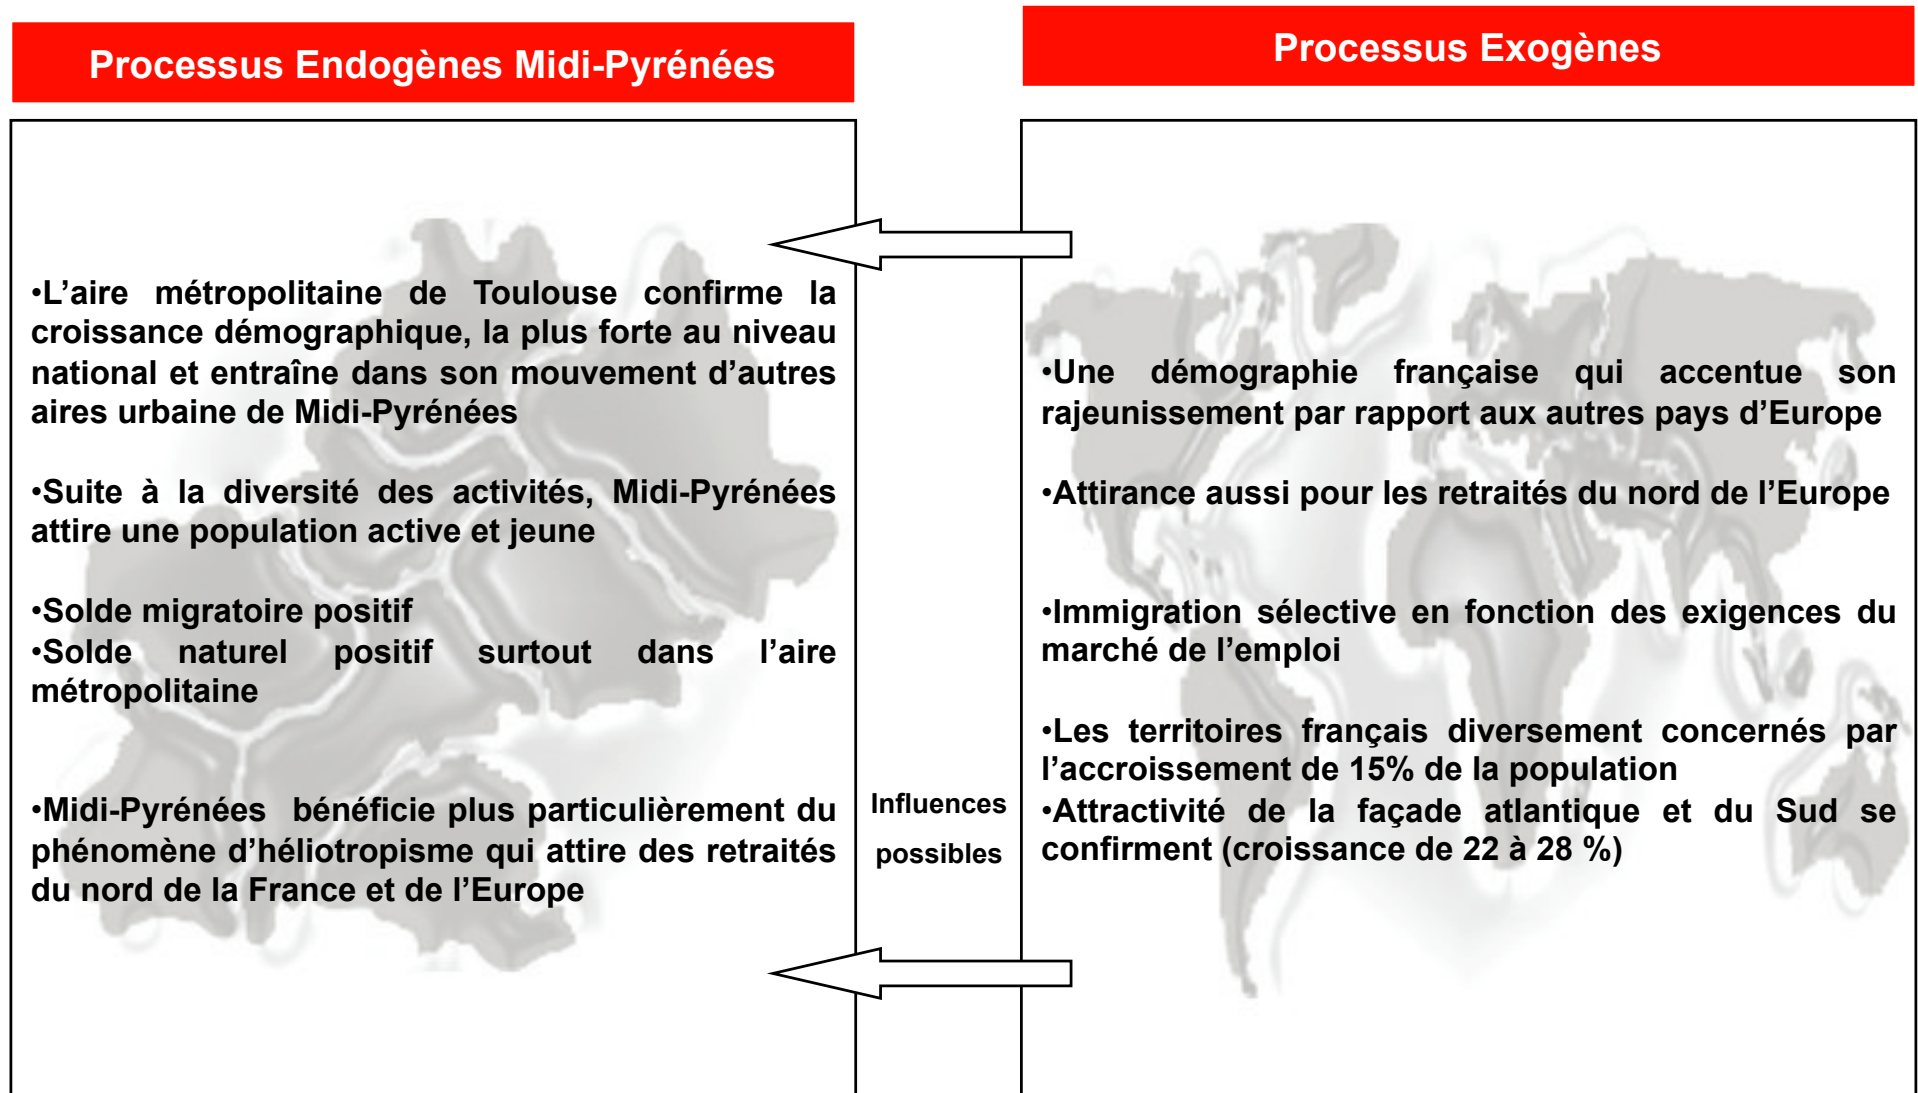 Processus Endogènes Midi-Pyrénées
•L’aire métropolitaine de Toulouse confirme la
croissance démographique, la plus forte au niveau
national et entraîne dans son mouvement d’autres
aires urbaine de Midi-Pyrénées
•Suite à la diversité des activités, Midi-Pyrénées
attire une population active et jeune
•Solde migratoire positif
•Solde naturel positif surtout dans l’aire
métropolitaine
•Midi-Pyrénées bénéficie plus particulièrement du
phénomène d’héliotropisme qui attire des retraités
du nord de la France et de l’Europe
Influences
possibles
Processus Exogènes
•Une démographie française qui accentue son
rajeunissement par rapport aux autres pays d’Europe
•Attirance aussi pour les retraités du nord de l’Europe
•Immigration sélective en fonction des exigences du
marché de l’emploi
•Les territoires français diversement concernés par
l’accroissement de 15% de la population
•Attractivité de la façade atlantique et du Sud se
confirment (croissance de 22 à 28 %)